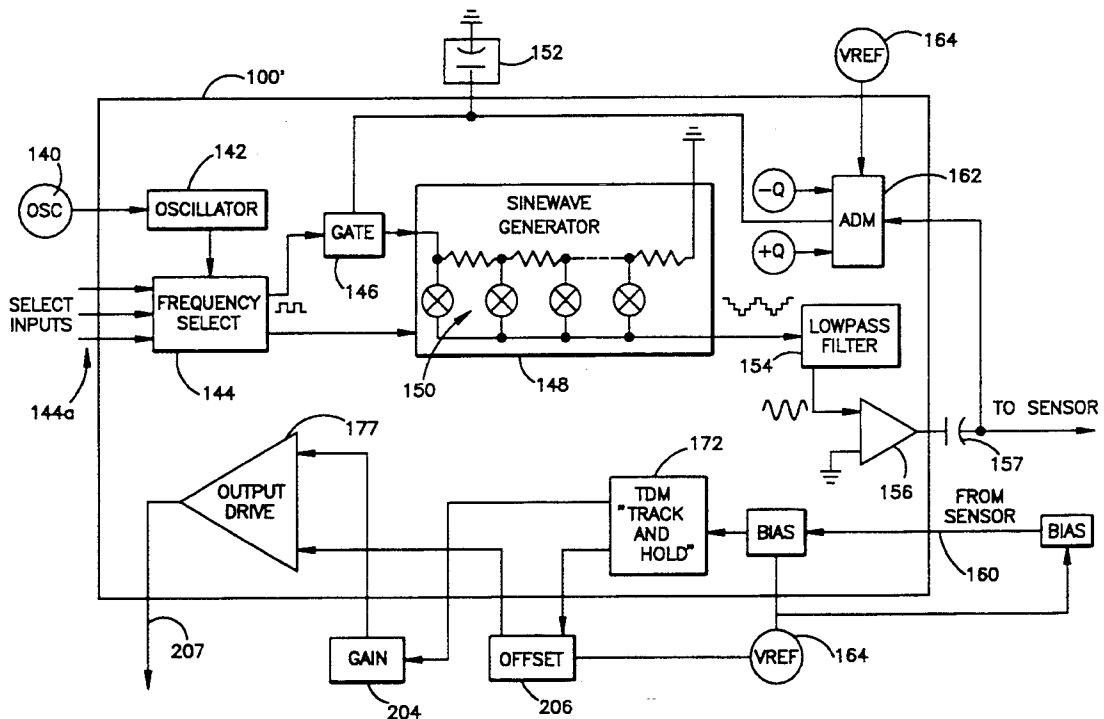 152
164
VREF
100'
140
142
162
−Q
OSC
OSCILLATOR
SINEWAVE
GENERATOR
ADM
GATE
+Q
146
SELECT
INPUTS
FREQUENCY
SELECT
LOWPASS
FILTER
150
148
154
144
144a
TO SENSOR
177
172
157
156
OUTPUT
DRIVE
TDM
"TRACK
AND
HOLD"
FROM
SENSOR
BIAS
BIAS
160
207
GAIN
OFFSET
VREF
164
204
206